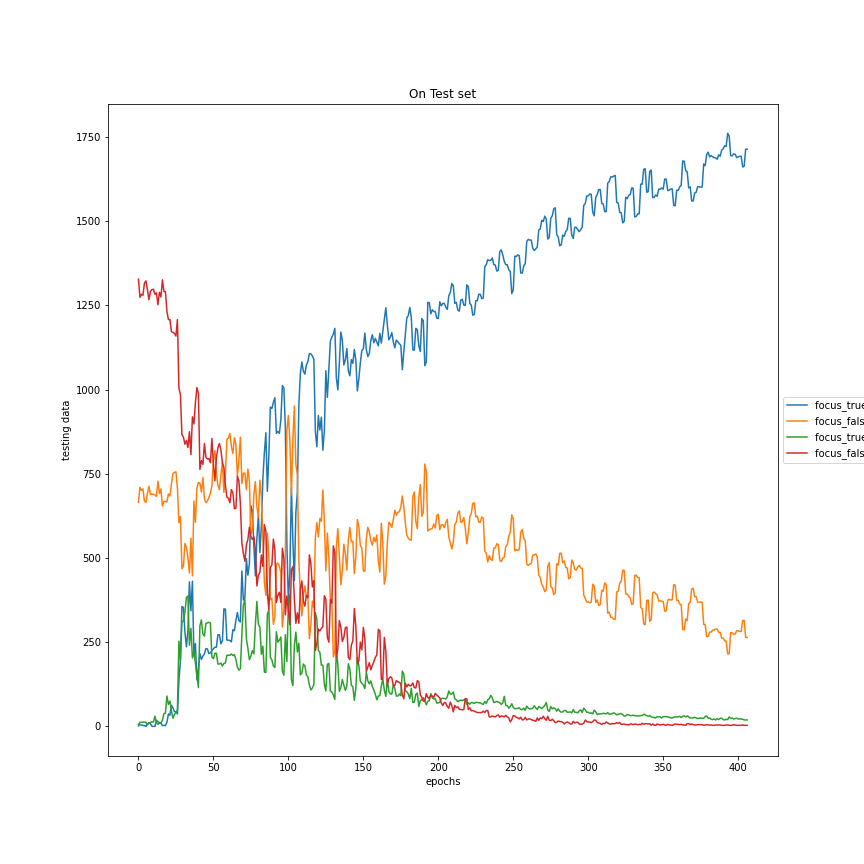 On Test set
1750
1500
1250
1000
750
500
250
0
testing data
0 50 100 150 200 250 300 350 400
epochs
focus_true
focus_fals
focus_true
focus_fals